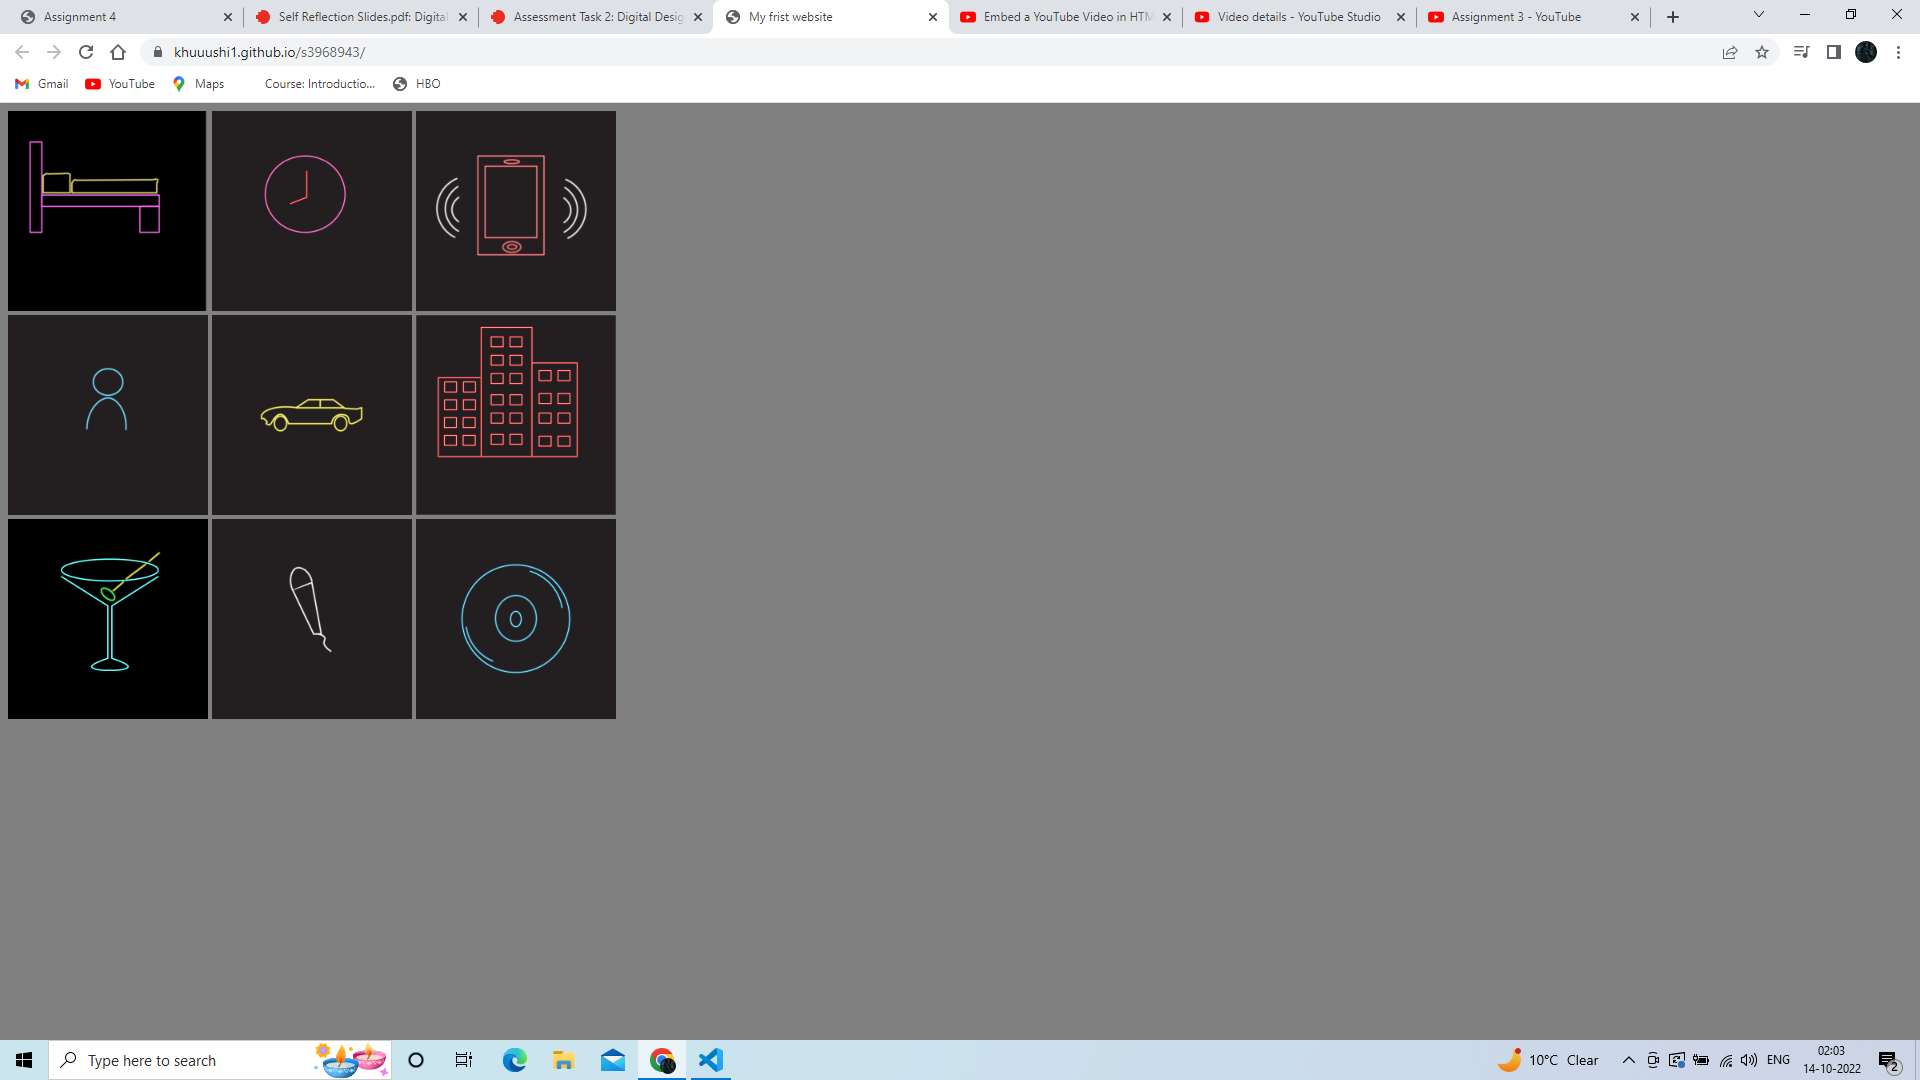 Assignment 4
Self Reflection Slides.pdf: Digital
Assessment Task 2: Digital Desig
My frist website
Embed a YouTube Video in HTM
Video details - YouTube Studio
Assignment 3 - YouTube
khuuushi1.github.io/s3968943/
Gmail
YouTube
Maps
Course: Introductio...
HBO
Type here to search
10°C Clear
ENG
02:03
14-10-2022
2